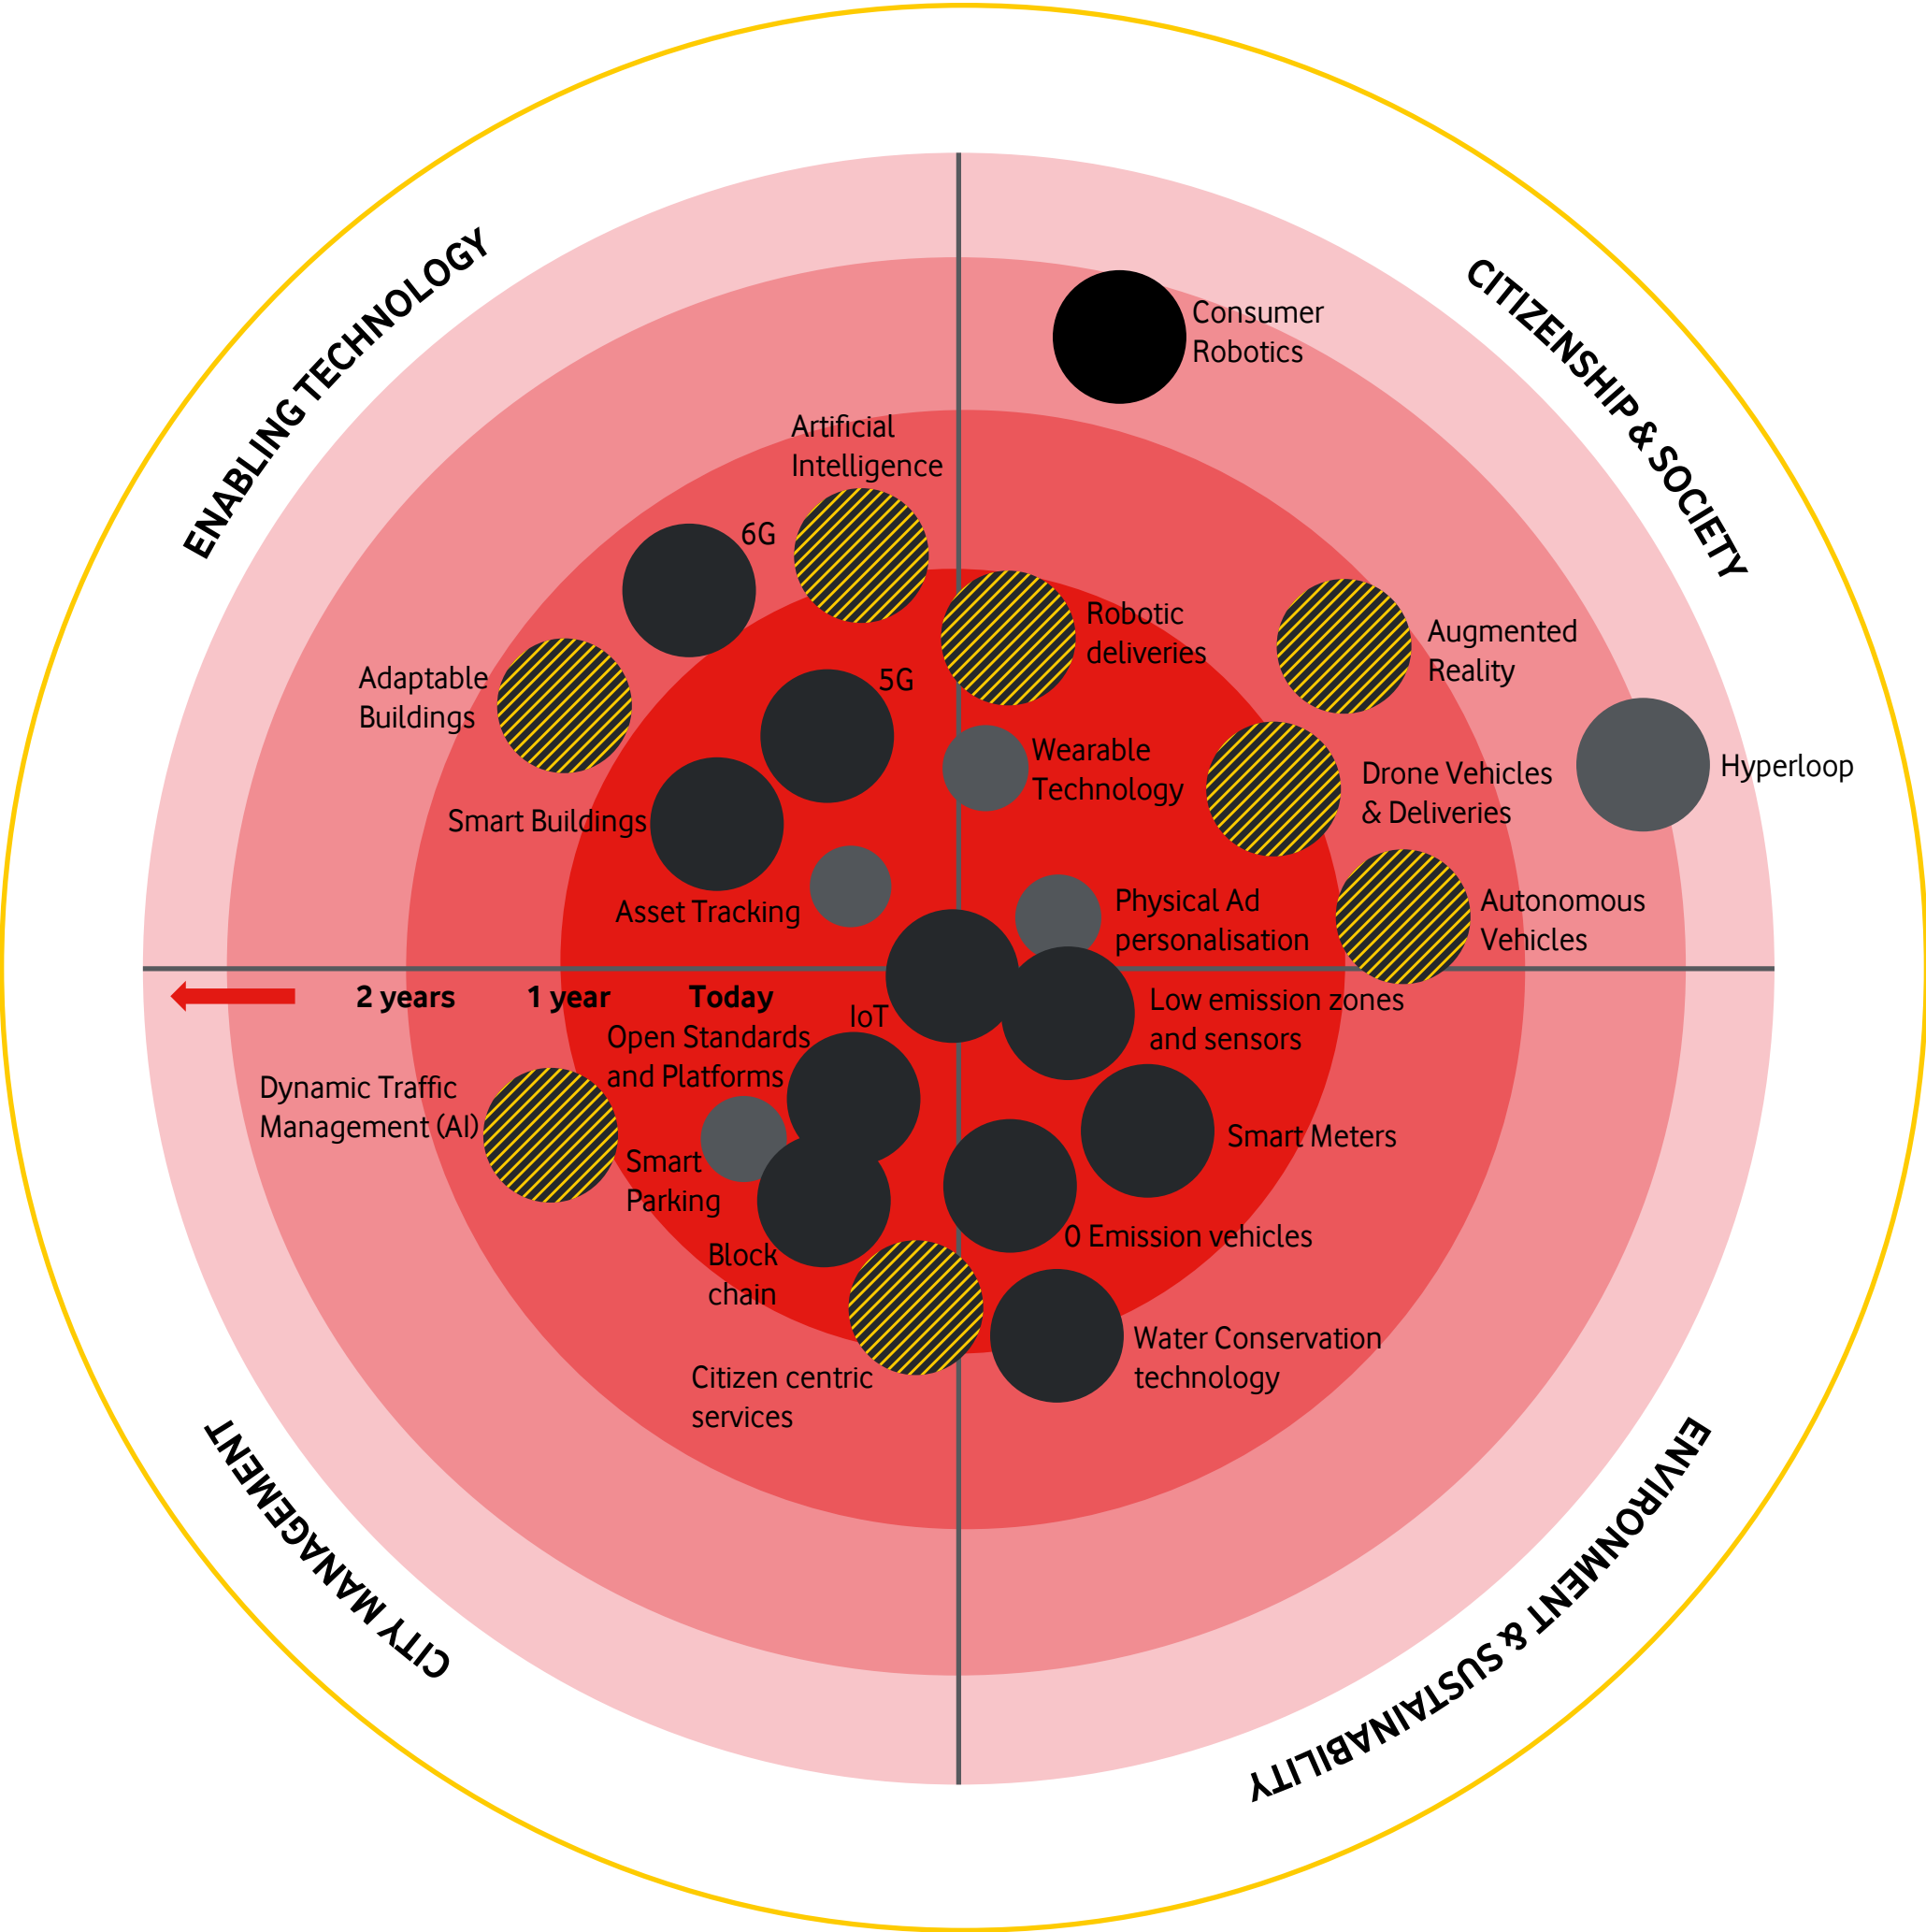 ENABLING TECHNOLOGY
CITIZENSHIP & SOCIETY
Consumer
Robotics
Artificial
Intelligence
6G
Robotic
deliveries
Augmented
Reality
Adaptable
Buildings
5G
Wearable
Technology
Drone Vehicles
& Deliveries
Hyperloop
Smart Buildings
Asset Tracking
Physical Ad
personalisation
Autonomous
Vehicles
2 years
1 year
Today
IoT
Low emission zones
and sensors
Open Standards
and Platforms
Dynamic Traffic
Management (AI)
Smart Meters
Smart
Parking
0 Emission vehicles
Block
chain
Water Conservation
technology
Citizen centric
services
CITY MANAGEMENT
ENVIRONMENT & SUSTAINABILITY